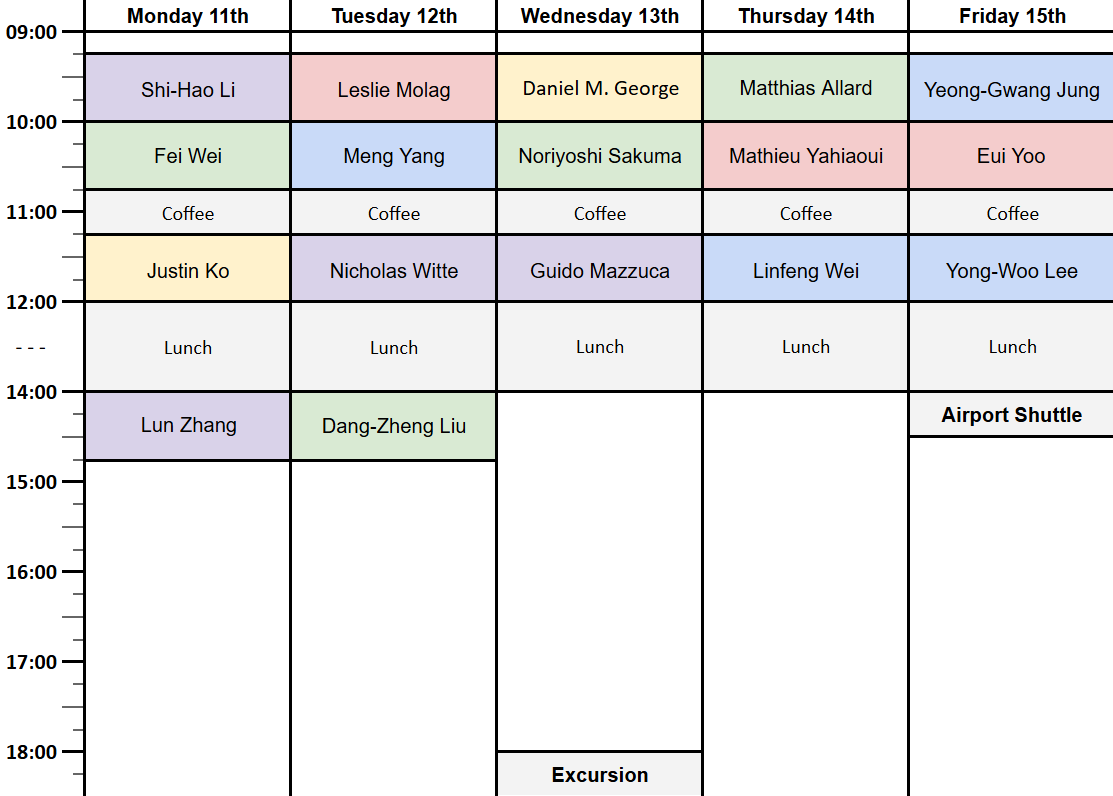 Monday 11th Tuesday 12th Wednesday 13th Thursday 14th Friday 15th
09:00
Shi-Hao Li Leslie Molag Daniel M. George Matthias Allard Yeong-Gwang Jung
10:00
Fei Wei Meng Yang Noriyoshi Sakuma Mathieu Yahiaoui Eui Yoo
11:00 Coffee Coffee Coffee Coffee Coffee
Justin Ko Nicholas Witte Guido Mazzuca Linfeng Wei Yong-Woo Lee
12:00
- - - Lunch Lunch Lunch Lunch Lunch
14:00
Airport Shuttle
Lun Zhang Dang-Zheng Liu
15:00
16:00
17:00
18:00
Excursion